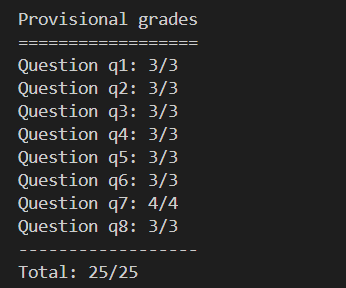 Provisional grades
==================
Question q1: 3/3
Question q2: 3/3
Question q3: 3/3
Question q4: 3/3
Question q5: 3/3
Question q6: 3/3
Question q7: 4/4
Question q8: 3/3
------------------
Total: 25/25